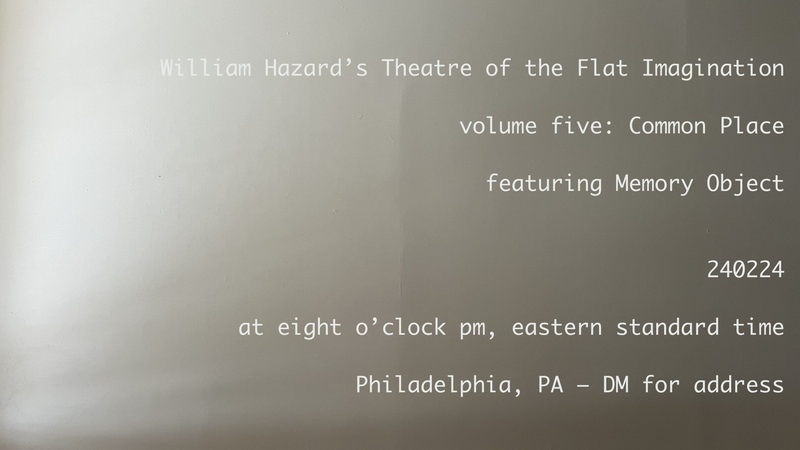 William Hazard’s Theatre of the Flat Imagination
volume five: Common Place
featuring Memory Object
240224
at eight o’clock pm, eastern standard time
Philadelphia, PA – DM for address